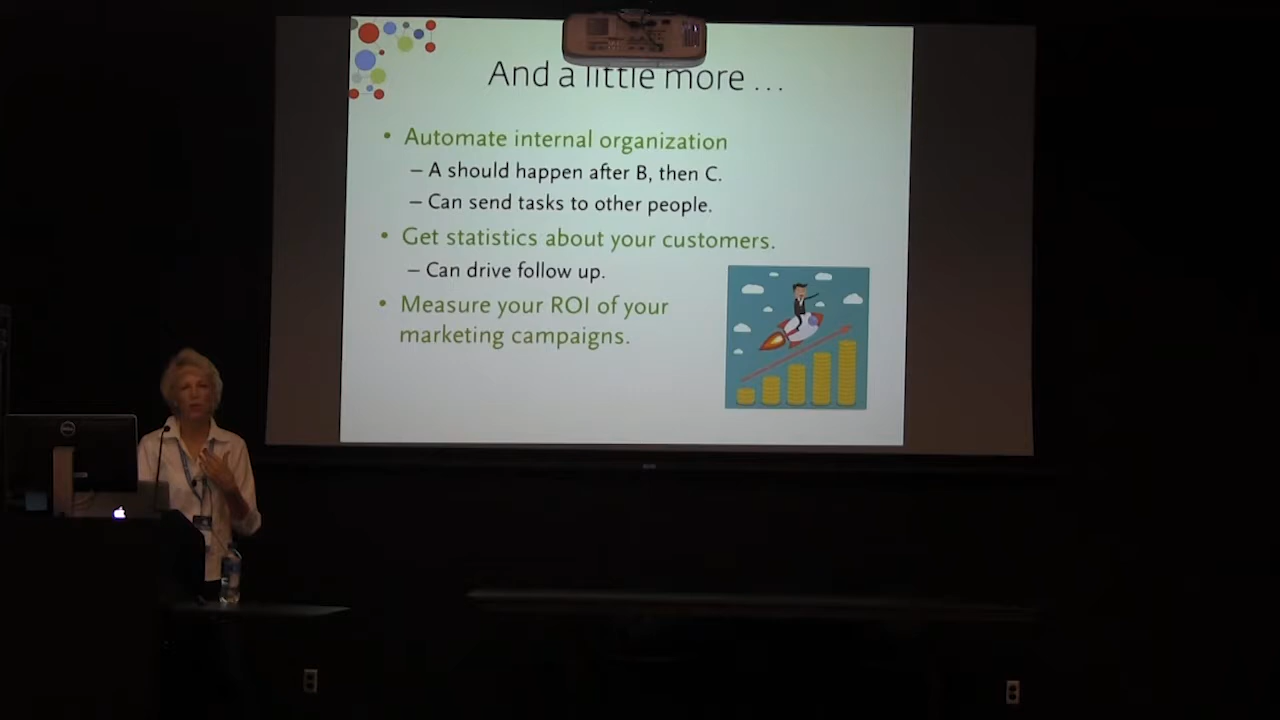 And a little more ...
• Automate internal organization
– A should happen after B, then C.
– Can send tasks to other people.
• Get statistics about your customers.
– Can drive follow up.
• Measure your ROI of your
marketing campaigns.
DELL